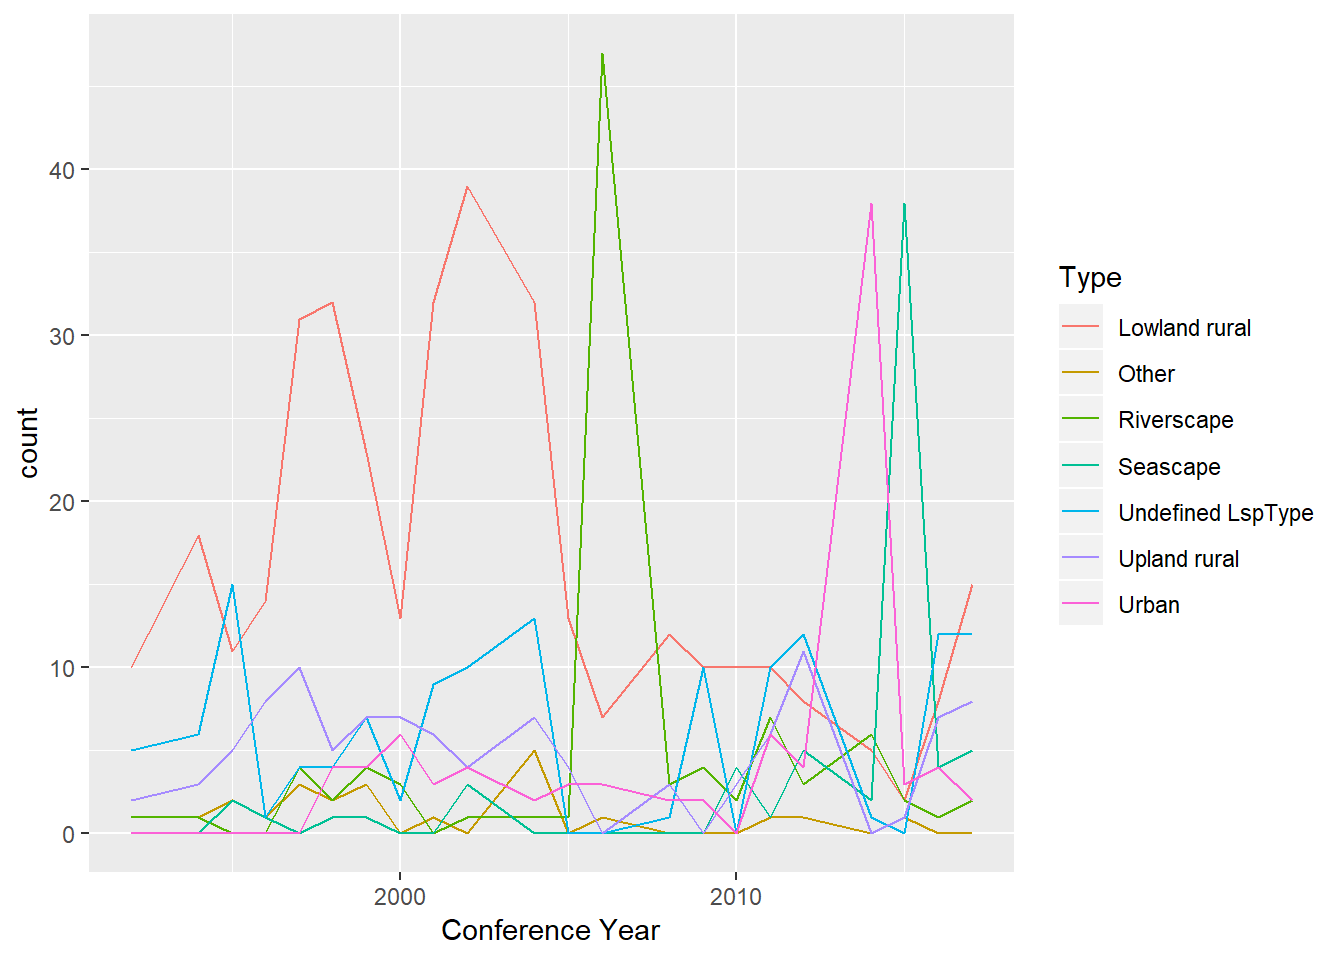 40
30
20
10
0
count
2000
2010
Conference Year
Type
Lowland rural
Other
Riverscape
Seascape
Undefined LspType
Upland rural
Urban